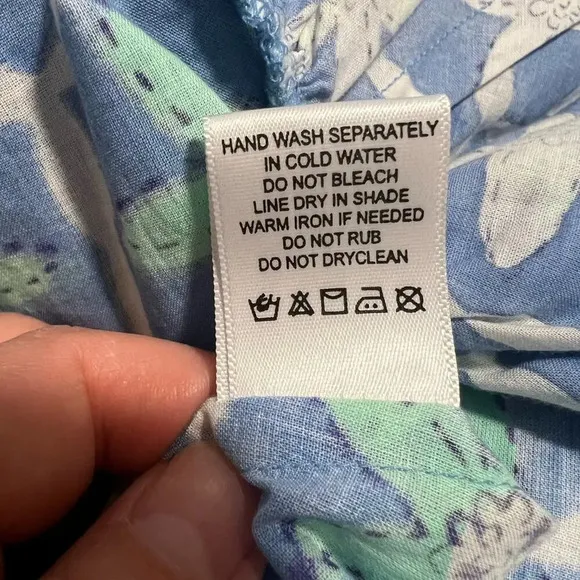 HAND WASH SEPARATELY
IN COLD WATER
DO NOT BLEACH
LINE DRY IN SHADE
WARM IRON IF NEEDED
DO NOT RUB
DO NOT DRYCLEAN